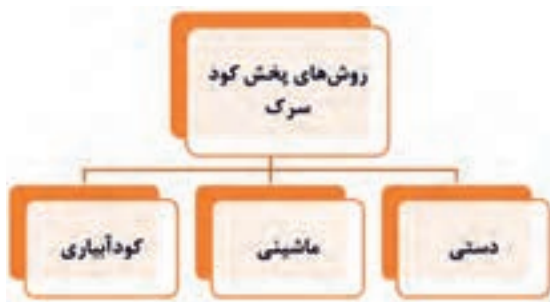 روش‌های پخش کود
سرک
دستی
ماشینی
کودآبیاری